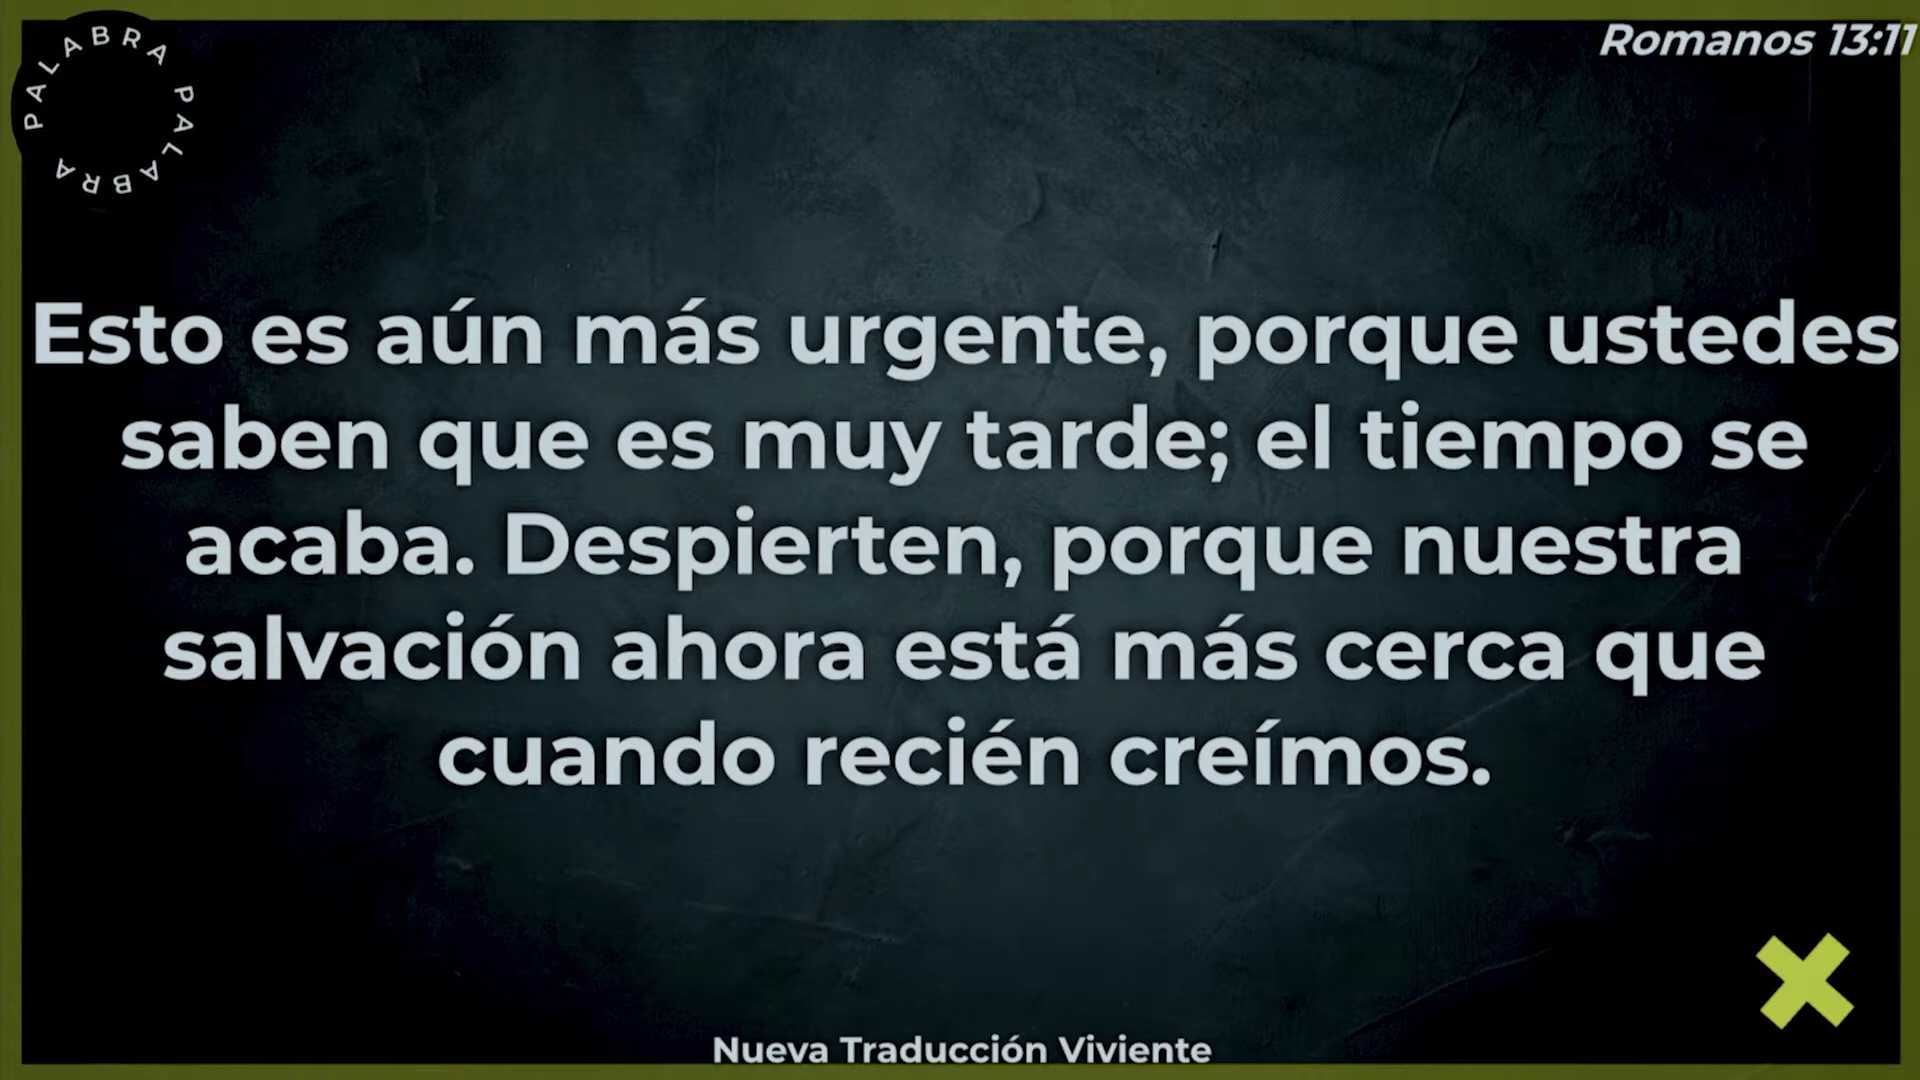 PALABRA PALABRA
Romanos 13:11
Esto es aún más urgente, porque ustedes
saben que es muy tarde; el tiempo se
acaba. Despierten, porque nuestra
salvación ahora está más cerca que
cuando recién creímos.
Nueva Traducción Viviente